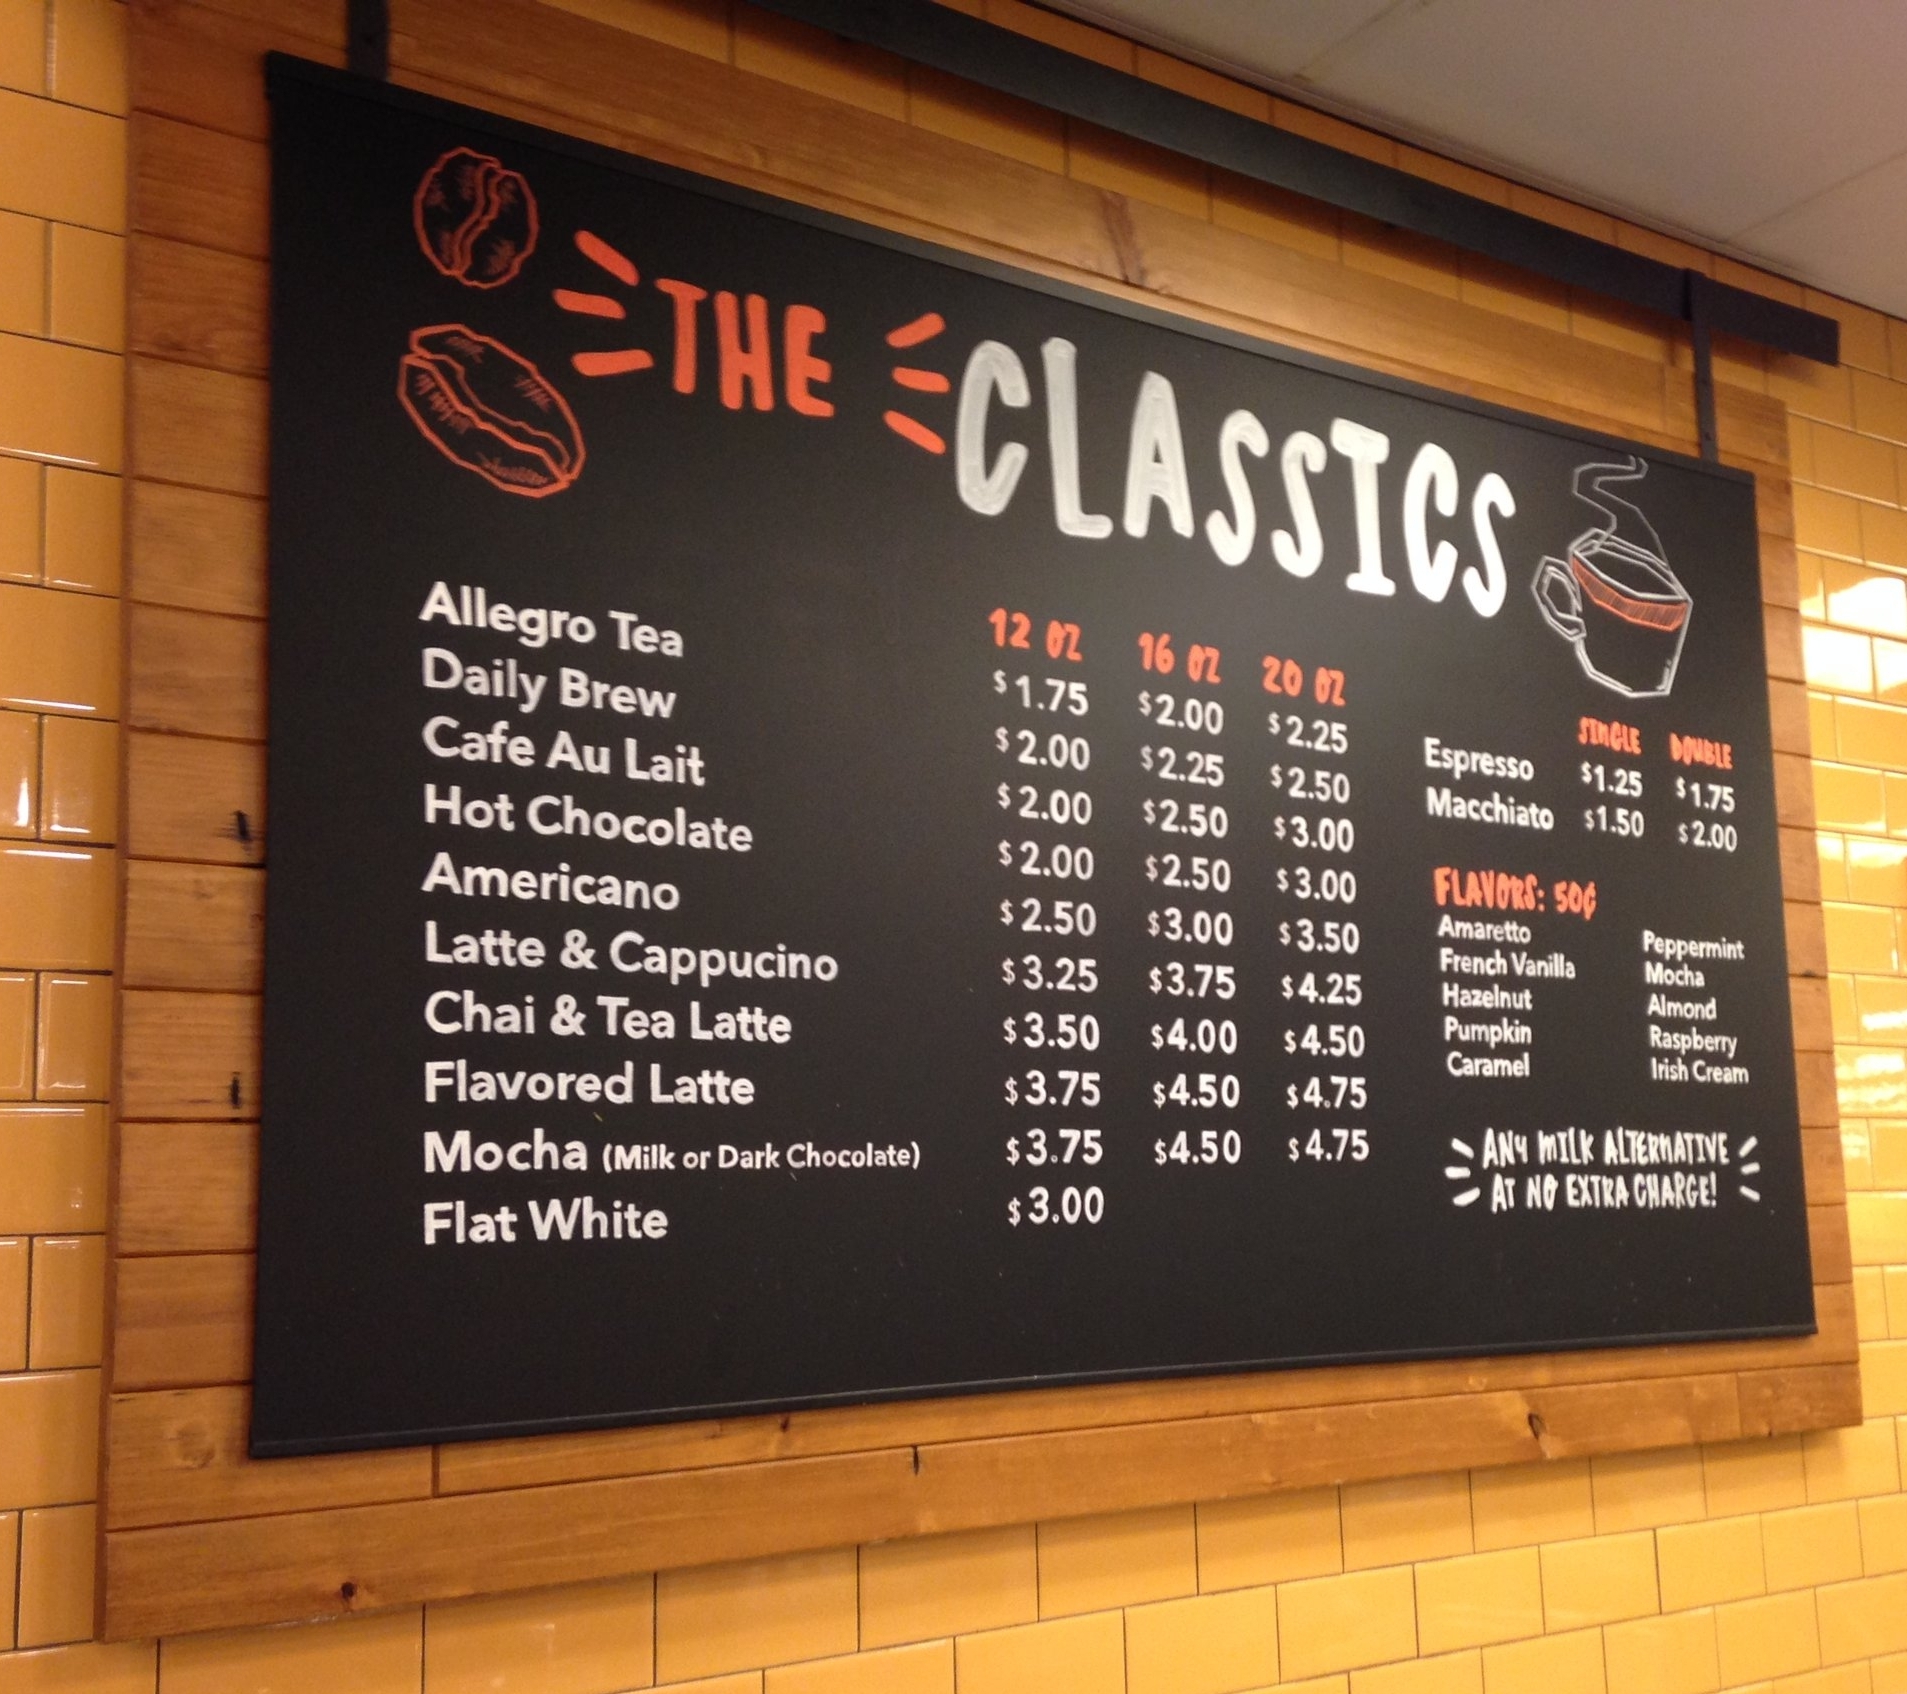 THE CLASSICS
12 OZ 16 OZ 20 OZ
Allegro Tea $1.75 $2.00 $2.25
Daily Brew $2.00 $2.25 $2.50
Cafe Au Lait $2.00 $2.50 $3.00
Hot Chocolate $2.00 $2.50 $3.00
Americano $2.50 $3.00 $3.50
Latte & Cappucino $3.25 $3.75 $4.25
Chai & Tea Latte $3.50 $4.00 $4.50
Flavored Latte $3.75 $4.50 $4.75
Mocha (Milk or Dark Chocolate) $3.75 $4.50 $4.75
Flat White $3.00
SINGLE DOUBLE
Espresso $1.25 $1.75
Macchiato $1.50 $2.00
FLAVORS: 50¢
Amaretto
French Vanilla
Hazelnut
Pumpkin
Caramel
Peppermint
Mocha
Almond
Raspberry
Irish Cream
ANY MILK ALTERNATIVE
AT NO EXTRA CHARGE!